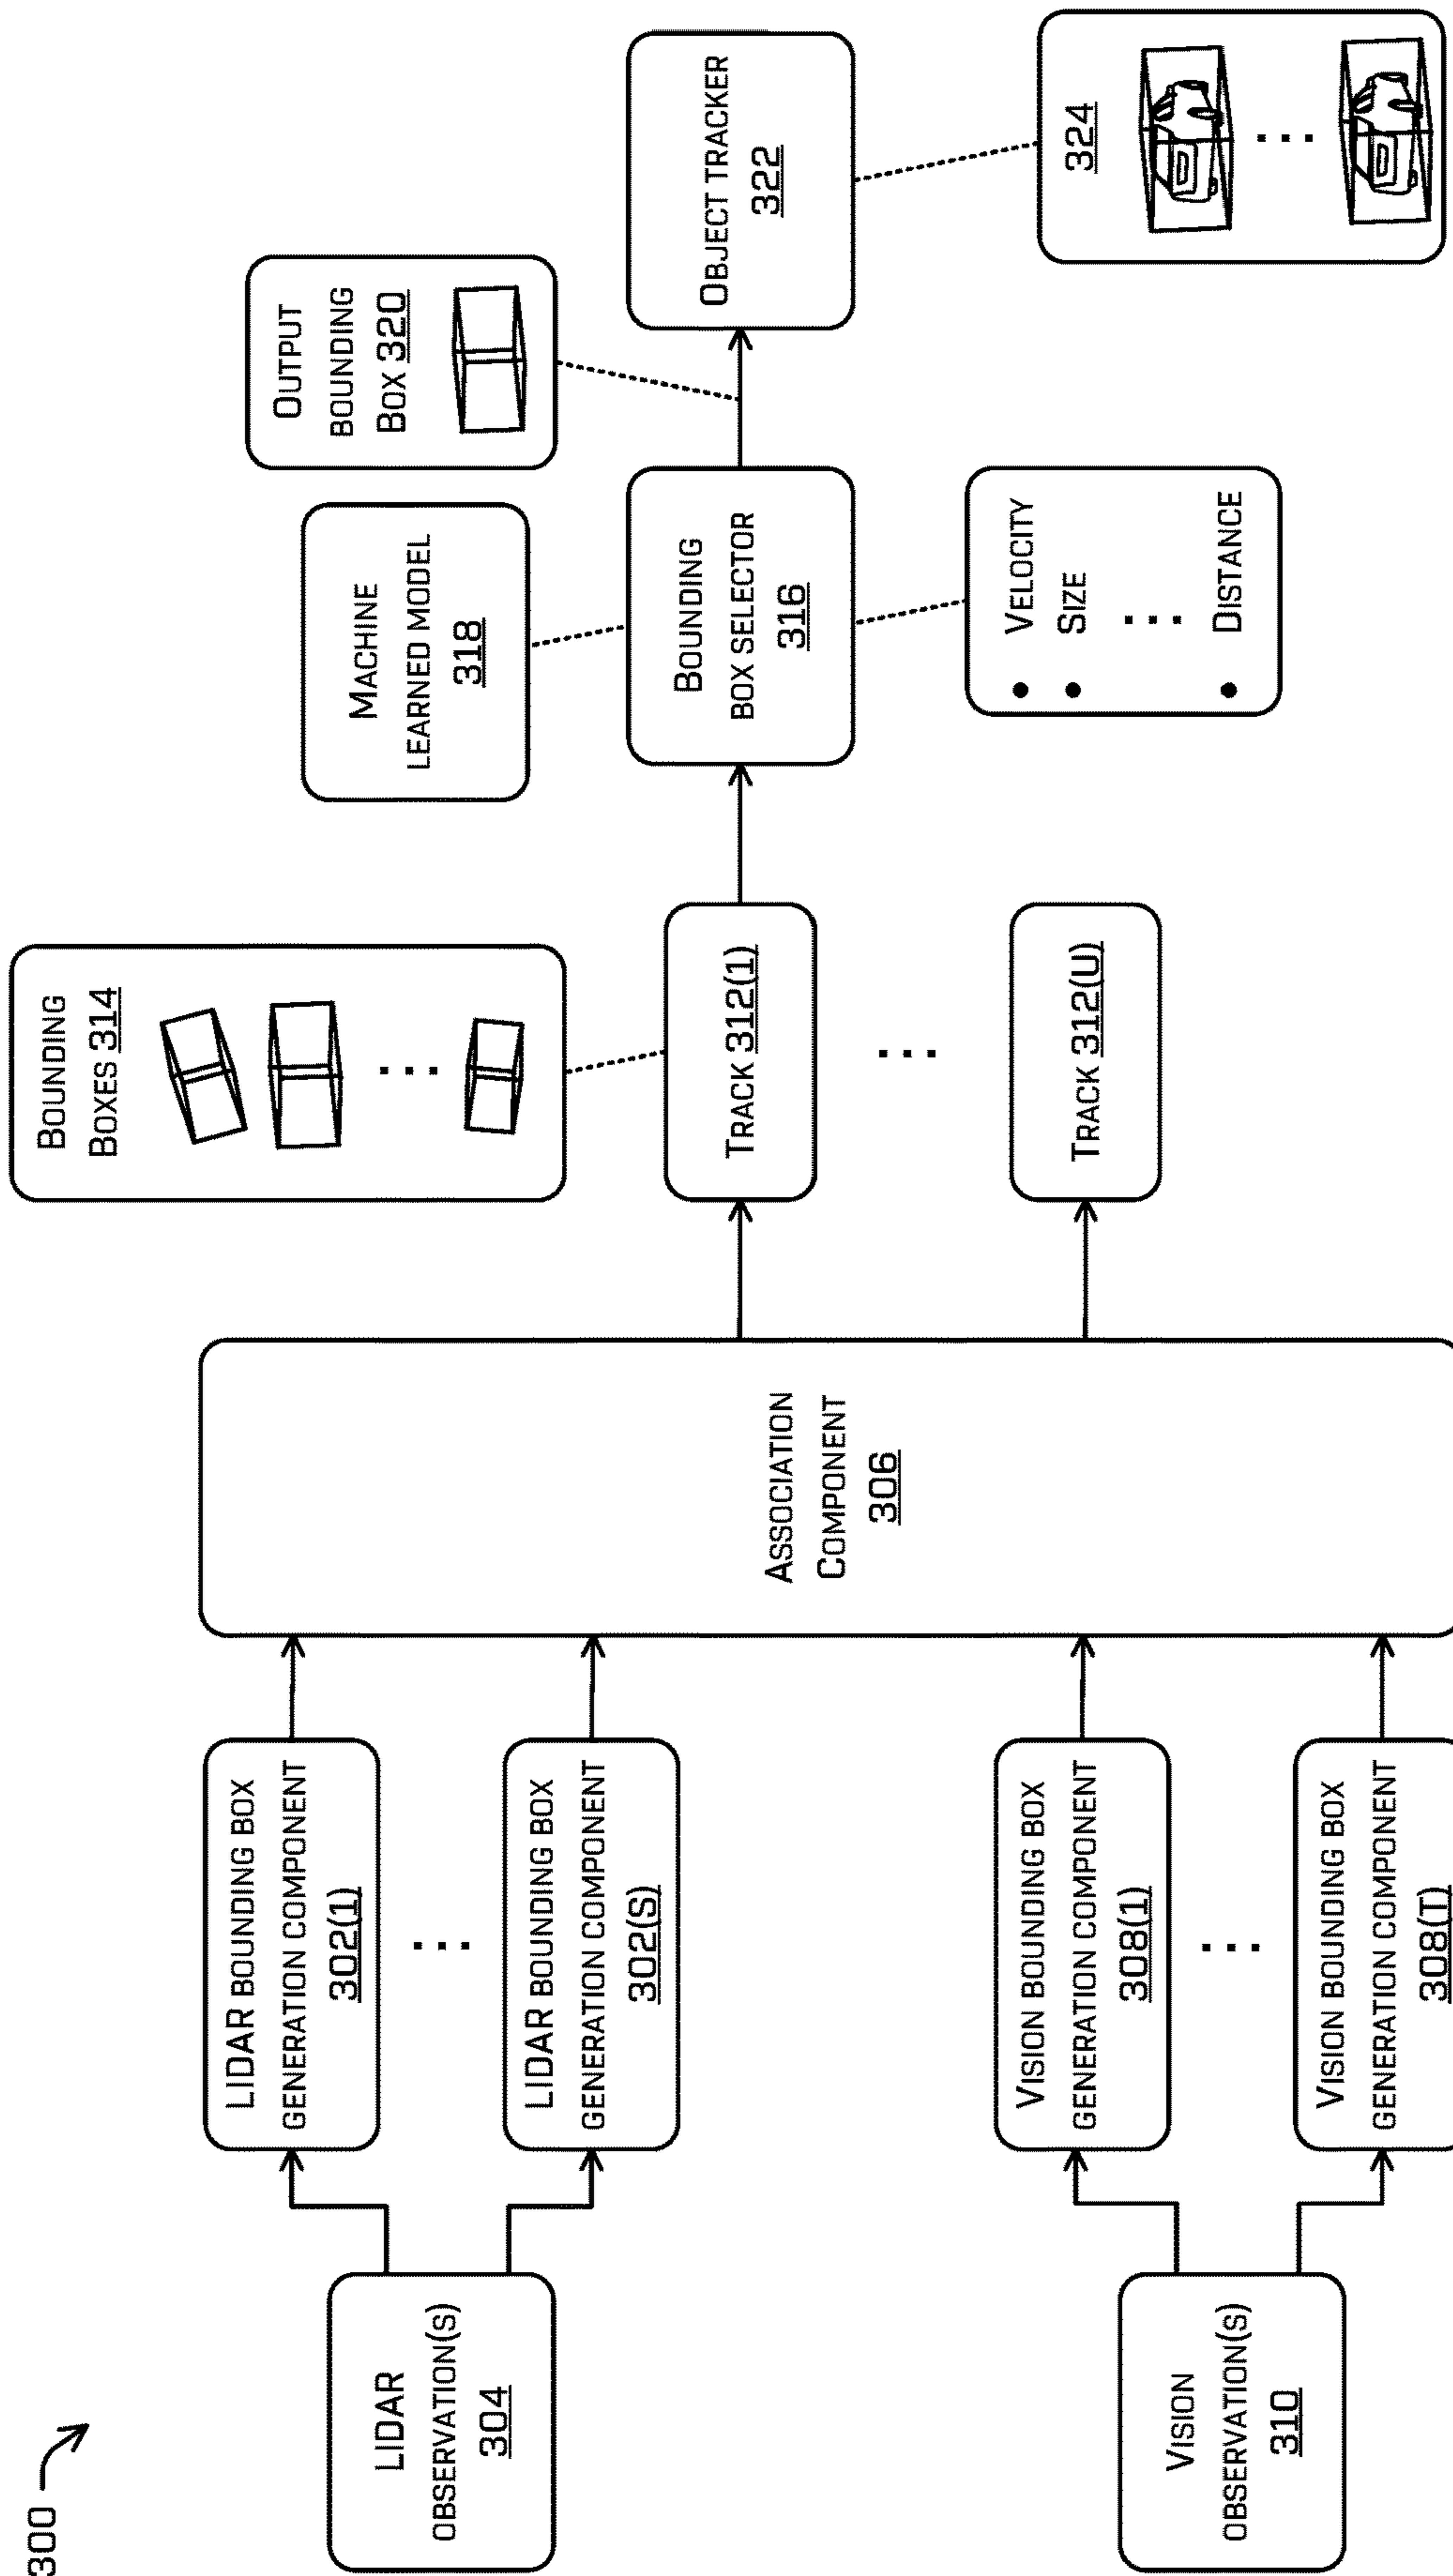 300
LIDAR
OBSERVATION(S)
304
VISION
OBSERVATION(S)
310
LIDAR BOUNDING BOX
GENERATION COMPONENT
302(1)
...
LIDAR BOUNDING BOX
GENERATION COMPONENT
302(S)
VISION BOUNDING BOX
GENERATION COMPONENT
308(1)
...
VISION BOUNDING BOX
GENERATION COMPONENT
308(T)
ASSOCIATION
COMPONENT
306
BOUNDING
BOXES 314
...
TRACK 312(1)
...
TRACK 312(U)
MACHINE
LEARNED MODEL
318
BOUNDING
BOX SELECTOR
316
• VELOCITY
• SIZE
...
• DISTANCE
OUTPUT
BOUNDING
BOX 320
OBJECT TRACKER
322
324
...